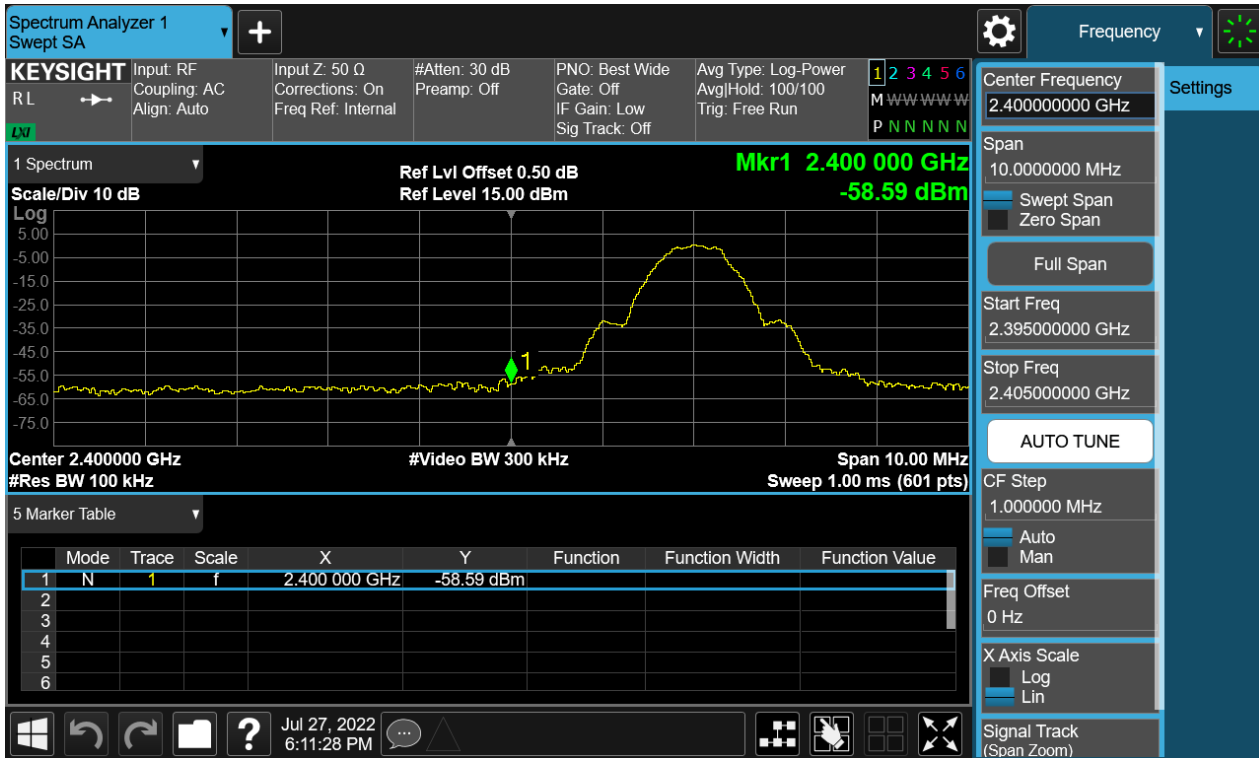 Spectrum Analyzer 1
Swept SA
+
Frequency
KEYSIGHT
R L
LXI
Input: RF
Coupling: AC
Align: Auto
Input Z: 50 Ω
Corrections: On
Freq Ref: Internal
#Atten: 30 dB
Preamp: Off
PNO: Best Wide
Gate: Off
IF Gain: Low
Sig Track: Off
Avg Type: Log-Power
Avg|Hold: 100/100
Trig: Free Run
1 2 3 4 5 6
M W W W W W
P N N N N N
1 Spectrum
Scale/Div 10 dB
Ref Lvl Offset 0.50 dB
Ref Level 15.00 dBm
Mkr1 2.400 000 GHz
-58.59 dBm
Log
5.00
-5.00
-15.0
-25.0
-35.0
-45.0
-55.0
-65.0
-75.0
1
Center 2.400000 GHz
#Res BW 100 kHz
#Video BW 300 kHz
Span 10.00 MHz
Sweep 1.00 ms (601 pts)
5 Marker Table
Mode Trace Scale X Y Function Function Width Function Value
1 N 1 f 2.400 000 GHz -58.59 dBm
2
3
4
5
6
Jul 27, 2022
6:11:28 PM
?
Center Frequency
2.400000000 GHz
Span
10.0000000 MHz
Swept Span
Zero Span
Full Span
Start Freq
2.395000000 GHz
Stop Freq
2.405000000 GHz
AUTO TUNE
CF Step
1.000000 MHz
Auto
Man
Freq Offset
0 Hz
X Axis Scale
Log
Lin
Signal Track
(Span Zoom)
Settings